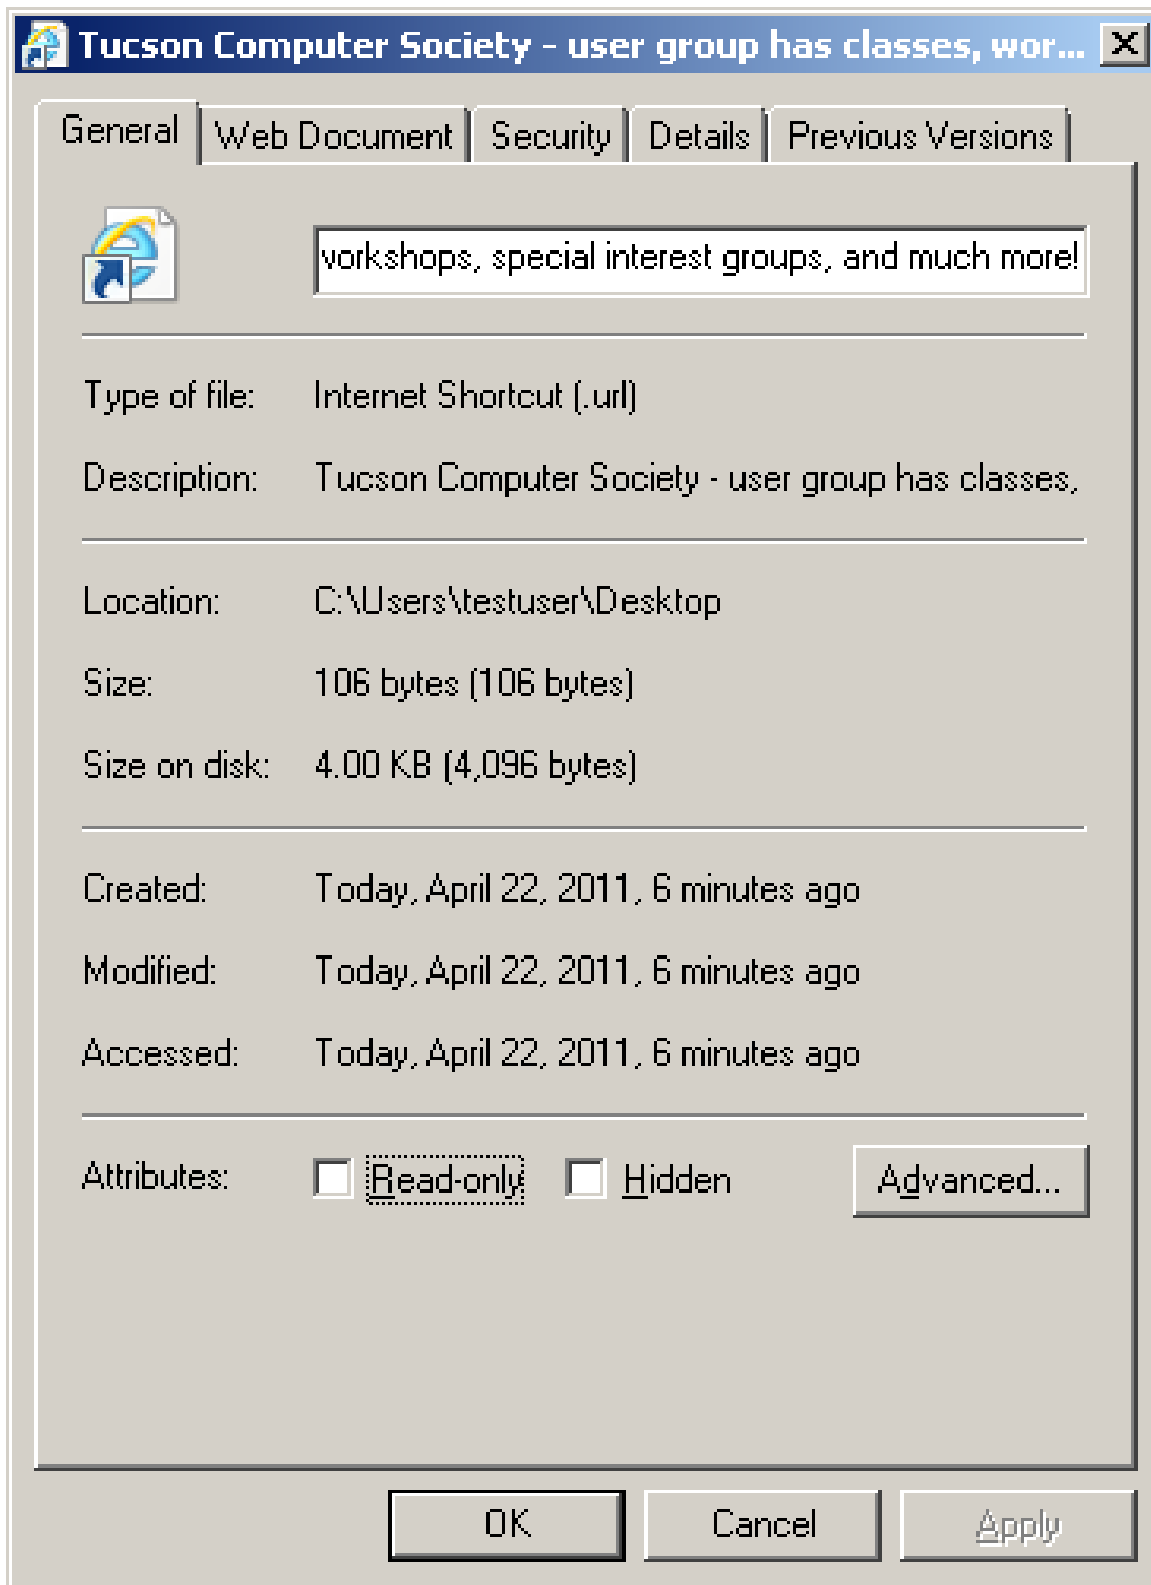 Tucson Computer Society - user group has classes, wor...
General Web Document Security Details Previous Versions
workshops, special interest groups, and much more!
Type of file: Internet Shortcut (.url)
Description: Tucson Computer Society - user group has classes,
Location: C:\Users\testuser\Desktop
Size: 106 bytes (106 bytes)
Size on disk: 4.00 KB (4,096 bytes)
Created: Today, April 22, 2011, 6 minutes ago
Modified: Today, April 22, 2011, 6 minutes ago
Accessed: Today, April 22, 2011, 6 minutes ago
Attributes: Read-only Hidden Advanced...
OK Cancel Apply